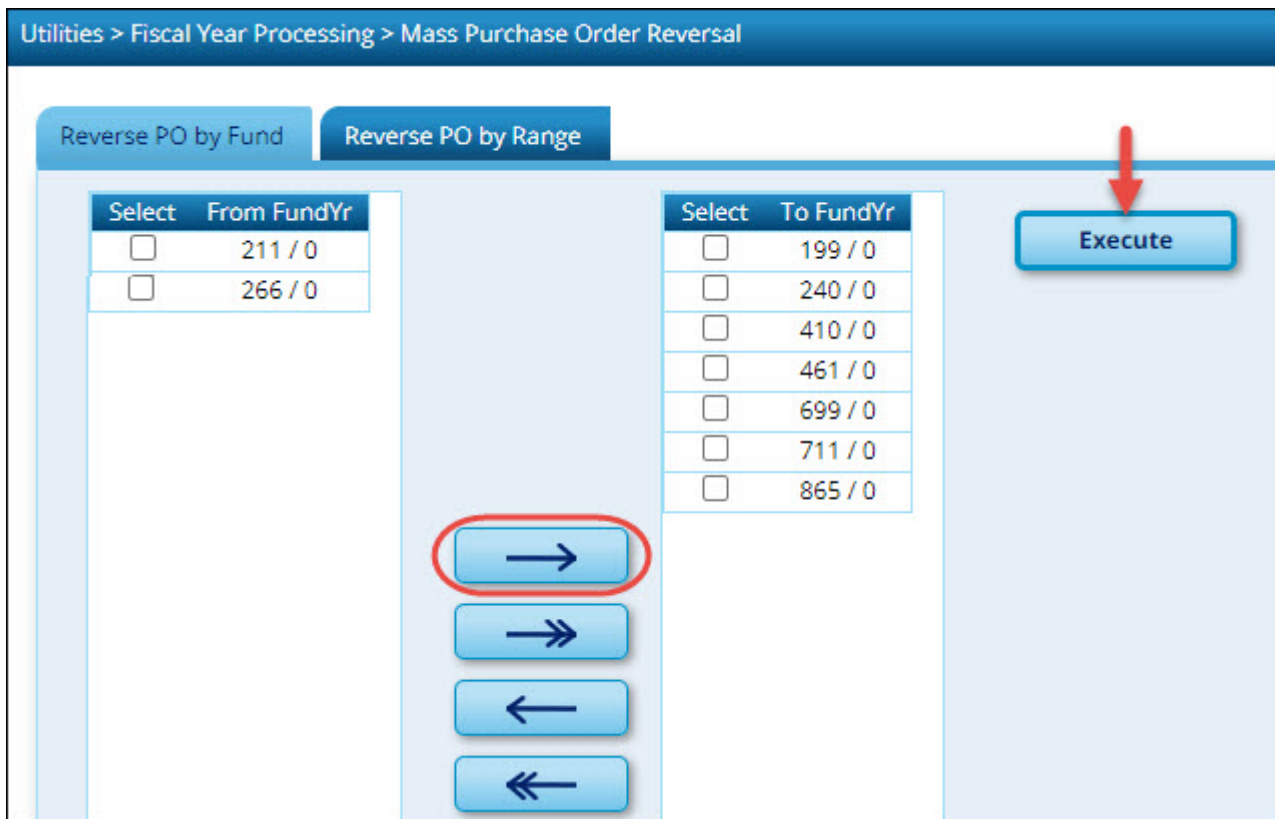 Utilities > Fiscal Year Processing > Mass Purchase Order Reversal
Reverse PO by Fund Reverse PO by Range
Select From FundYr
211 / 0
266 / 0
Select To FundYr
199 / 0
240 / 0
410 / 0
461 / 0
699 / 0
711 / 0
865 / 0
Execute